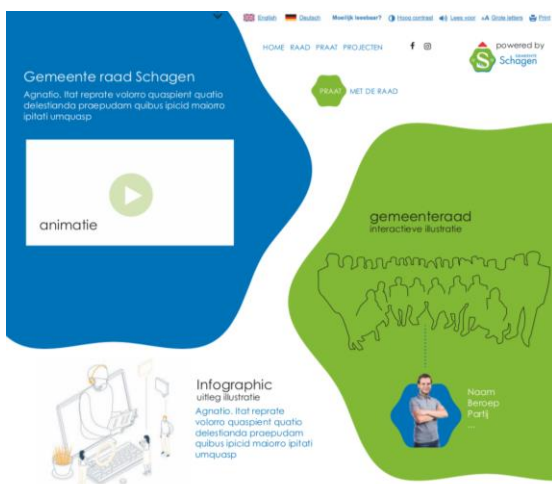 English Deutsch Moeilijk leesbaar? Hoog contrast Lees voor +A Grote letters Print
HOME RAAD PRAAT PROJECTEN
powered by
GEMEENTE
Schagen
S
PRAAT MET DE RAAD
Gemeente raad Schagen
Agnatio. Itat reprate volorro quaspient quatio
delestianda praepudam quibus ipicid maiorro
ipitati umquasp
animatie
gemeenteraad
interactieve illustratie
Infographic
uitleg illustratie
Agnatio. Itat reprate
volorro quaspient quatio
delestianda praepudam
quibus ipicid maiorro ipitati
umquasp
Naam
Beroep
Partij
...